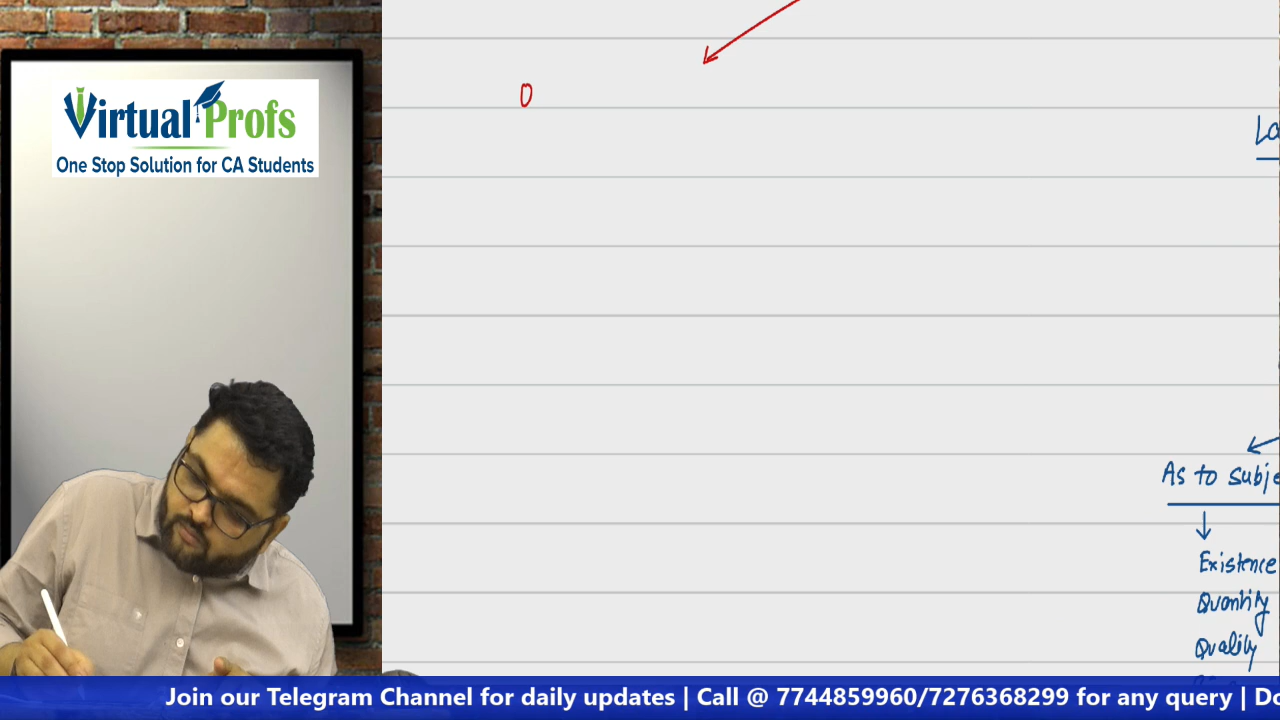 Virtual Profs
One Stop Solution for CA Students
0
As to subje
Existence
Quantity
Quality
Join our Telegram Channel for daily updates | Call @ 7744859960/7276368299 for any query | Do